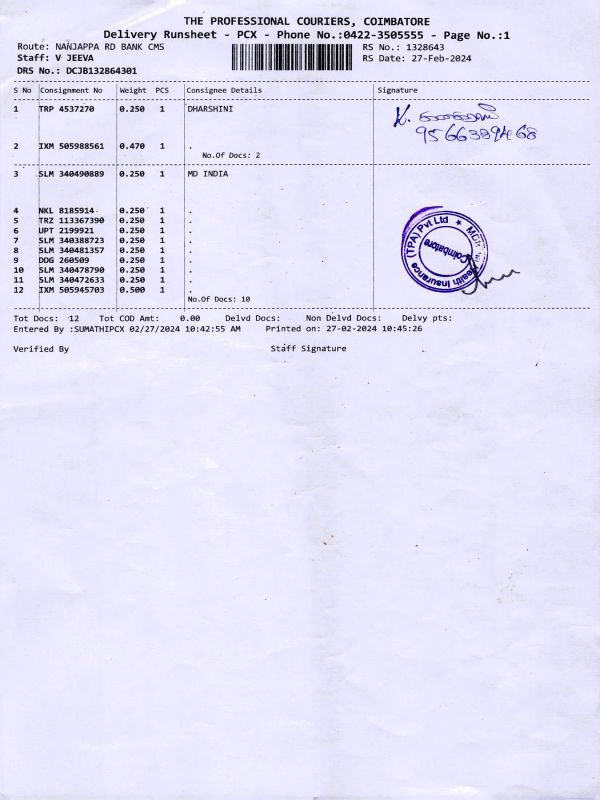 THE PROFESSIONAL COURIERS, COIMBATORE
Delivery Runsheet - PCX - Phone No.:0422-3505555 - Page No.:1
Route: NANJAPPA RD BANK CMS RS No.: 1328643
Staff: V JEEVA RS Date: 27-Feb-2024
DRS No.: DCJB132864301
S No Consignment No Weight PCS Consignee Details Signature
1 TRP 4537270 0.250 1 DHARSHINI
K.
2 IXM 505988561 0.470 1 .
No.Of Docs: 2
3 SLM 340490889 0.250 1 MD INDIA
4 NKL 8185914 0.250 1 .
5 TRZ 113367390 0.250 1 .
6 UPT 2199921 0.250 1 .
7 SLM 340388723 0.250 1 .
8 SLM 340481357 0.250 1 .
9 DDG 260509 0.250 1 .
10 SLM 340478790 0.250 1 .
11 SLM 340472633 0.250 1 .
12 IXM 505945703 0.500 1 .
No.Of Docs: 10
Health Insurance (TPA) Pvt Ltd ★
Coimbatore
Tot Docs: 12 Tot COD Amt: 0.00 Delvd Docs: Non Delvd Docs: Delvy pts:
Entered By :SUMATHIPCX 02/27/2024 10:42:55 AM Printed on: 27-02-2024 10:45:26
Verified By Staff Signature